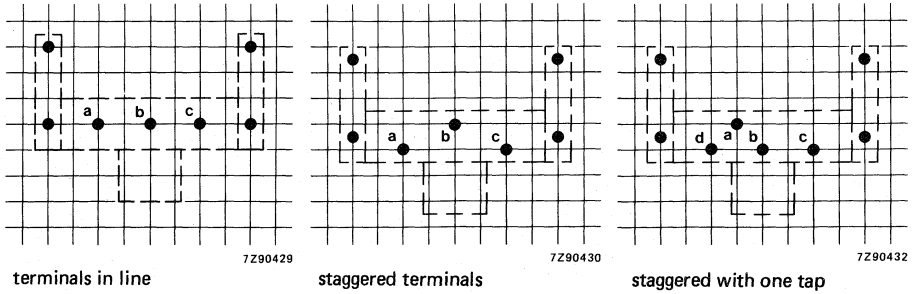 a b c
7Z90429
terminals in line
a b c
7Z90430
staggered terminals
d a b c
7Z90432
staggered with one tap